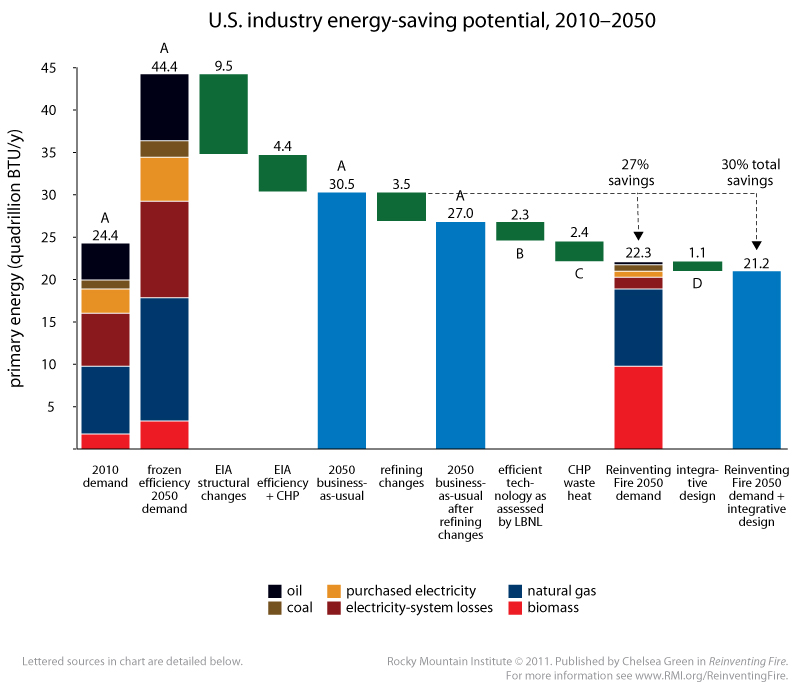 U.S. industry energy-saving potential, 2010–2050
primary energy (quadrillion BTU/y)
45
40
35
30
25
20
15
10
5
A
24.4
A
44.4
9.5
4.4
A
30.5
3.5
A
27.0
2.3
B
2.4
C
27%
savings
22.3
1.1
D
30% total
savings
21.2
2010
demand
frozen
efficiency
2050
demand
EIA
structural
changes
EIA
efficiency
+ CHP
2050
business-
as-usual
refining
changes
2050
business-
as-usual
after
refining
changes
efficient
tech-
nology as
assessed
by LBNL
CHP
waste
heat
Reinventing
Fire 2050
demand
integra-
tive
design
Reinventing
Fire 2050
demand +
integrative
design
oil
coal
purchased electricity
electricity-system losses
natural gas
biomass
Lettered sources in chart are detailed below.
Rocky Mountain Institute © 2011. Published by Chelsea Green in Reinventing Fire.
For more information see www.RMI.org/ReinventingFire.